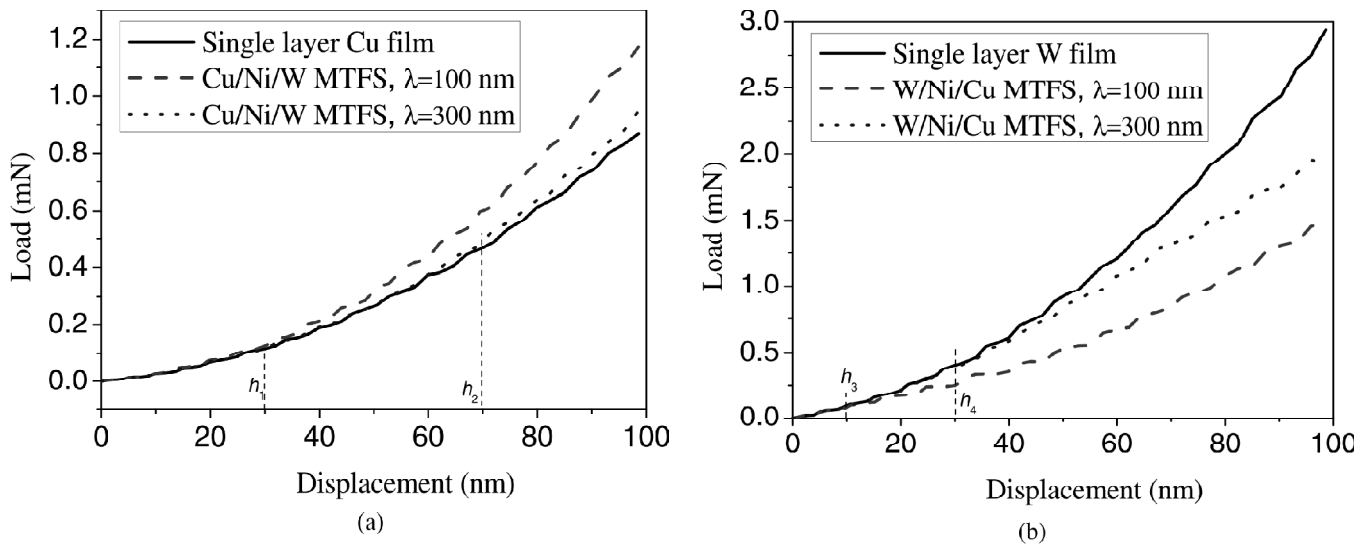 1.2
1.0
0.8
0.6
0.4
0.2
0.0
Load (mN)
Single layer Cu film
Cu/Ni/W MTFS, λ=100 nm
Cu/Ni/W MTFS, λ=300 nm
h1
h2
0 20 40 60 80 100
Displacement (nm)
(a)
3.0
2.5
2.0
1.5
1.0
0.5
0.0
Load (mN)
Single layer W film
W/Ni/Cu MTFS, λ=100 nm
W/Ni/Cu MTFS, λ=300 nm
h3
h4
0 20 40 60 80 100
Displacement (nm)
(b)